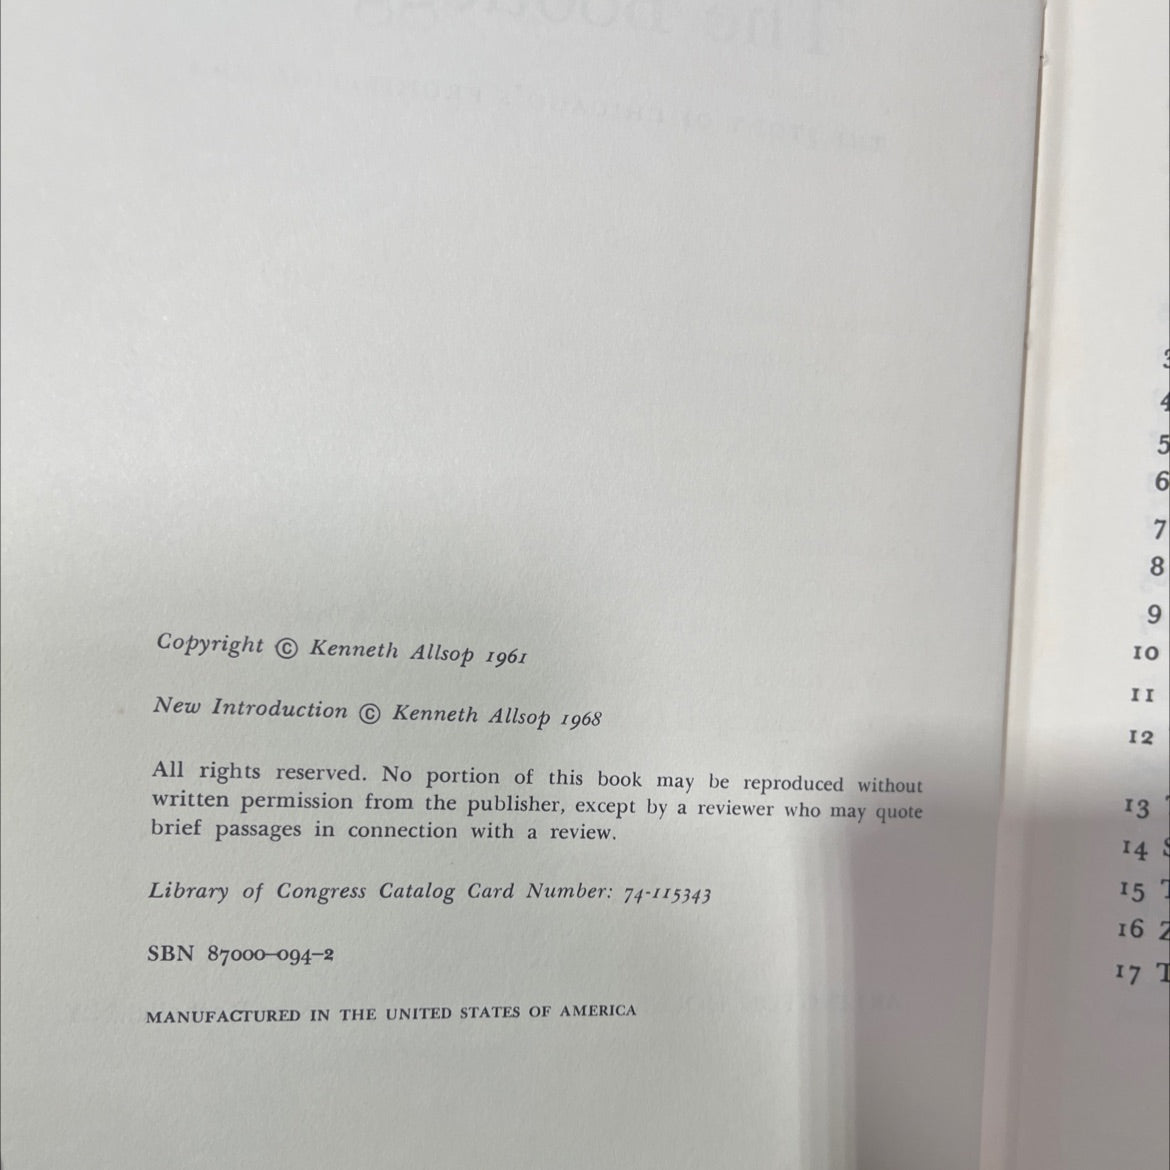 Copyright © Kenneth Allsop 1961
New Introduction © Kenneth Allsop 1968
All rights reserved. No portion of this book may be reproduced without
written permission from the publisher, except by a reviewer who may quote
brief passages in connection with a review.
Library of Congress Catalog Card Number: 74-115343
SBN 87000-094-2
MANUFACTURED IN THE UNITED STATES OF AMERICA
3
4
5
6
7
8
9
10
11
12
13
14
15
16
17